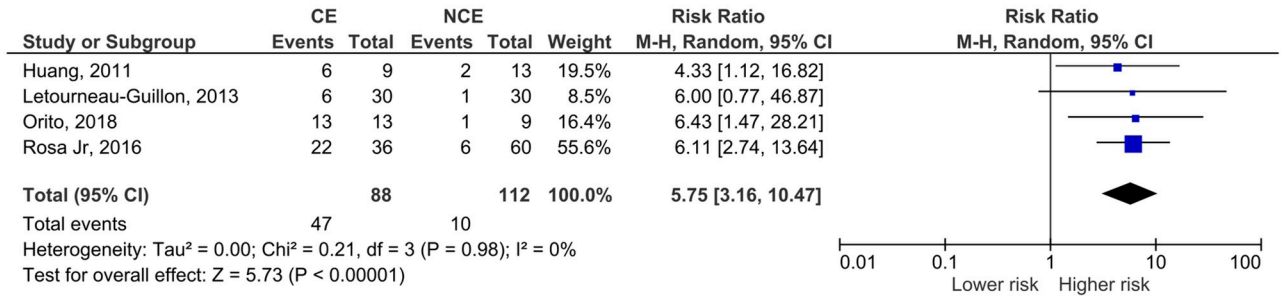 CE NCE Risk Ratio Risk Ratio
Study or Subgroup Events Total Events Total Weight M-H, Random, 95% CI M-H, Random, 95% CI
Huang, 2011 6 9 2 13 19.5% 4.33 [1.12, 16.82]
Letourneau-Guillon, 2013 6 30 1 30 8.5% 6.00 [0.77, 46.87]
Orito, 2018 13 13 1 9 16.4% 6.43 [1.47, 28.21]
Rosa Jr, 2016 22 36 6 60 55.6% 6.11 [2.74, 13.64]
Total (95% CI) 88 112 100.0% 5.75 [3.16, 10.47]
Total events 47 10
Heterogeneity: Tau² = 0.00; Chi² = 0.21, df = 3 (P = 0.98); I² = 0%
Test for overall effect: Z = 5.73 (P < 0.00001)
0.01 0.1 1 10 100
Lower risk Higher risk